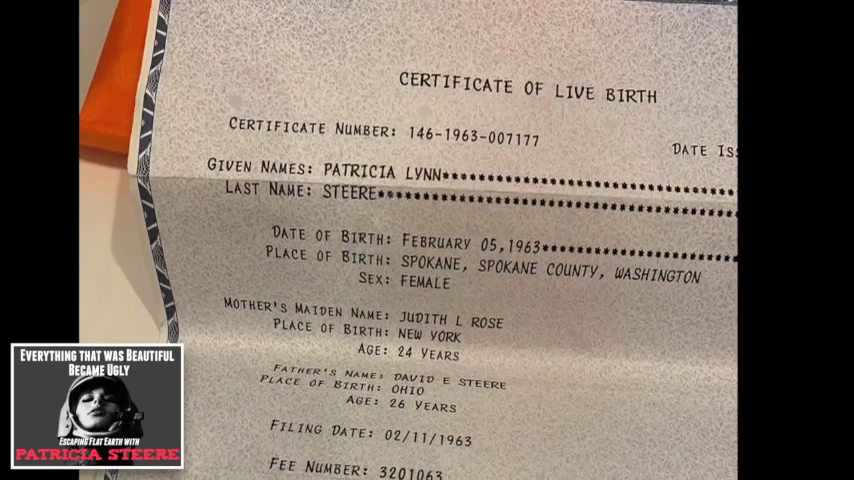 CERTIFICATE OF LIVE BIRTH
CERTIFICATE NUMBER: 146-1963-007177
DATE ISS
GIVEN NAMES: PATRICIA LYNN
LAST NAME: STEERE
DATE OF BIRTH: FEBRUARY 05,1963
PLACE OF BIRTH: SPOKANE, SPOKANE COUNTY, WASHINGTON
SEX: FEMALE
MOTHER'S MAIDEN NAME: JUDITH L ROSE
PLACE OF BIRTH: NEW YORK
AGE: 24 YEARS
FATHER'S NAME: DAVID E STEERE
PLACE OF BIRTH: OHIO
AGE: 26 YEARS
FILING DATE: 02/11/1963
FEE NUMBER: 3201063
EVERYTHING THAT WAS BEAUTIFUL
BECAME UGLY
ESCAPING FLAT EARTH WITH
PATRICIA STEERE